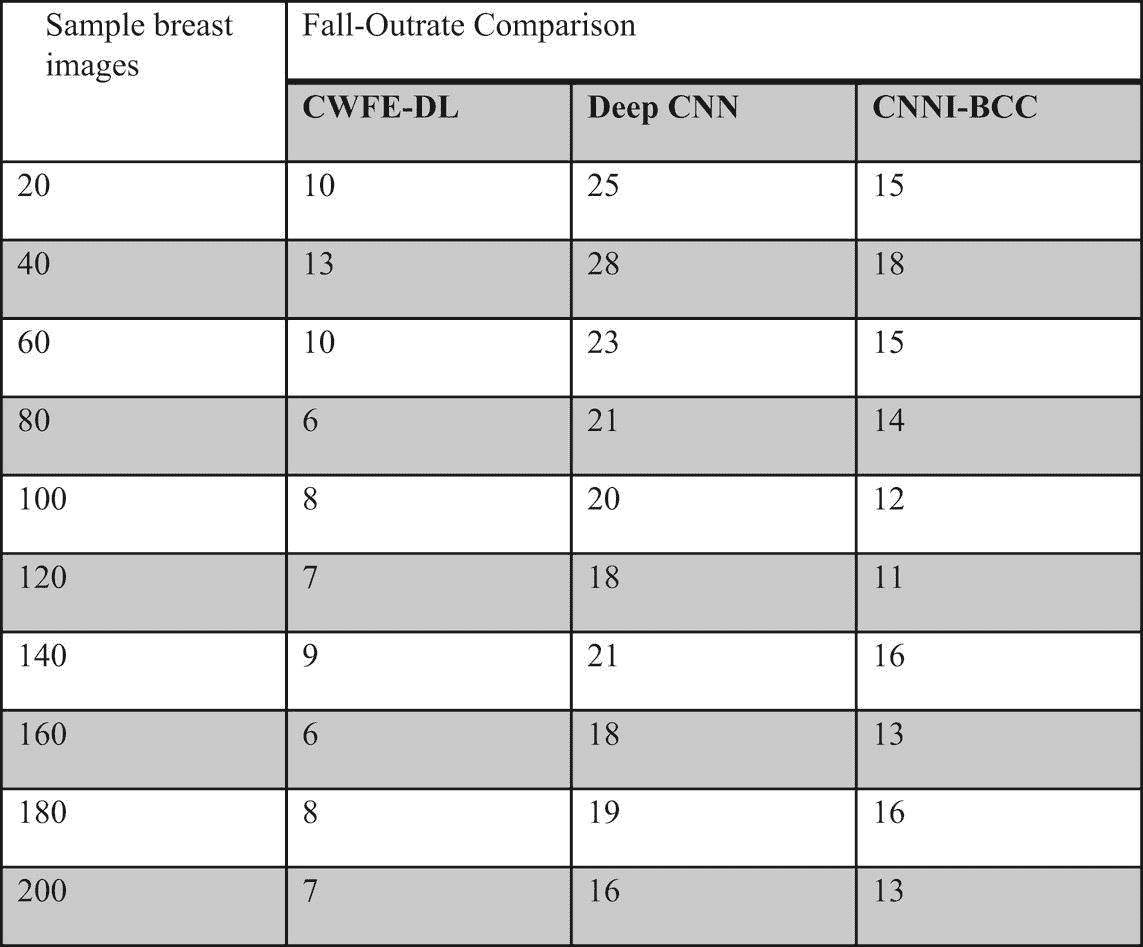 Sample breast images
Fall-Outrate Comparison
CWFE-DL Deep CNN CNNI-BCC
20 10 25 15
40 13 28 18
60 10 23 15
80 6 21 14
100 8 20 12
120 7 18 11
140 9 21 16
160 6 18 13
180 8 19 16
200 7 16 13